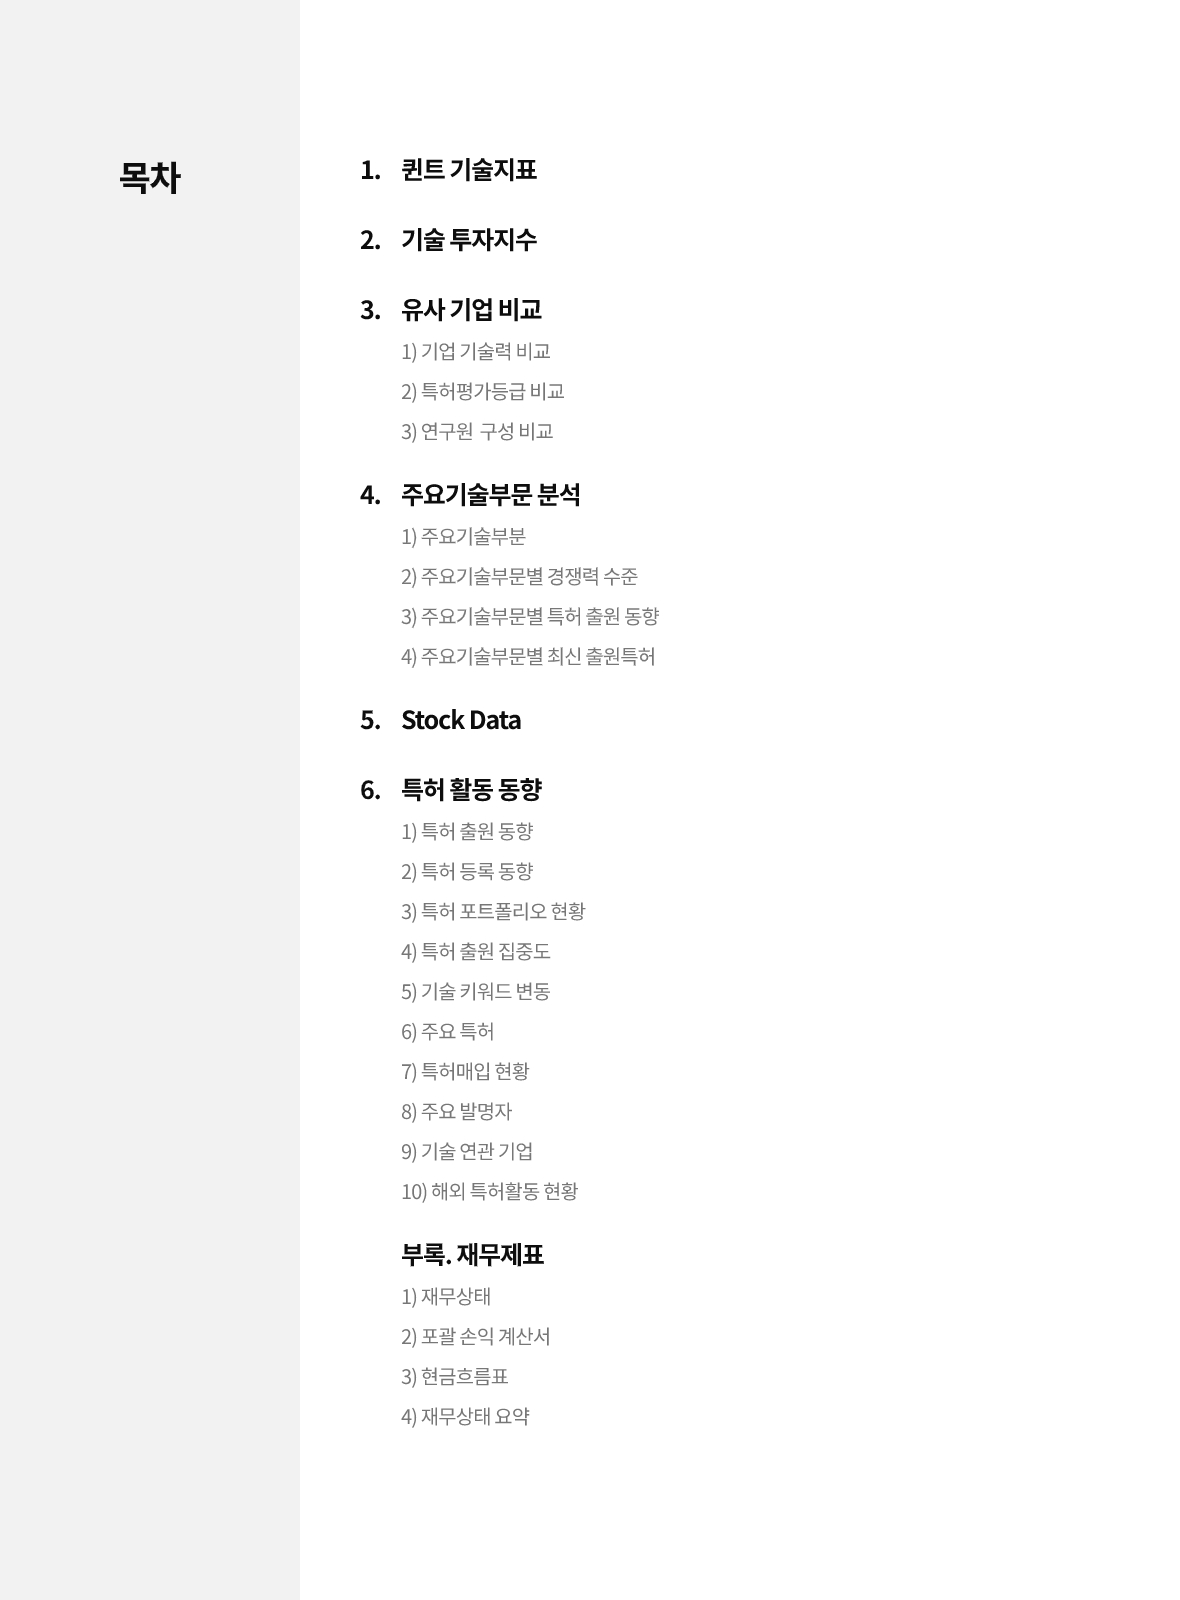 목차
1. 퀸트 기술지표
2. 기술 투자지수
3. 유사 기업 비교
1) 기업 기술력 비교
2) 특허평가등급 비교
3) 연구원 구성 비교
4. 주요기술부문 분석
1) 주요기술부분
2) 주요기술부문별 경쟁력 수준
3) 주요기술부문별 특허 출원 동향
4) 주요기술부문별 최신 출원특허
5. Stock Data
6. 특허 활동 동향
1) 특허 출원 동향
2) 특허 등록 동향
3) 특허 포트폴리오 현황
4) 특허 출원 집중도
5) 기술 키워드 변동
6) 주요 특허
7) 특허매입 현황
8) 주요 발명자
9) 기술 연관 기업
10) 해외 특허활동 현황
부록. 재무제표
1) 재무상태
2) 포괄 손익 계산서
3) 현금흐름표
4) 재무상태 요약